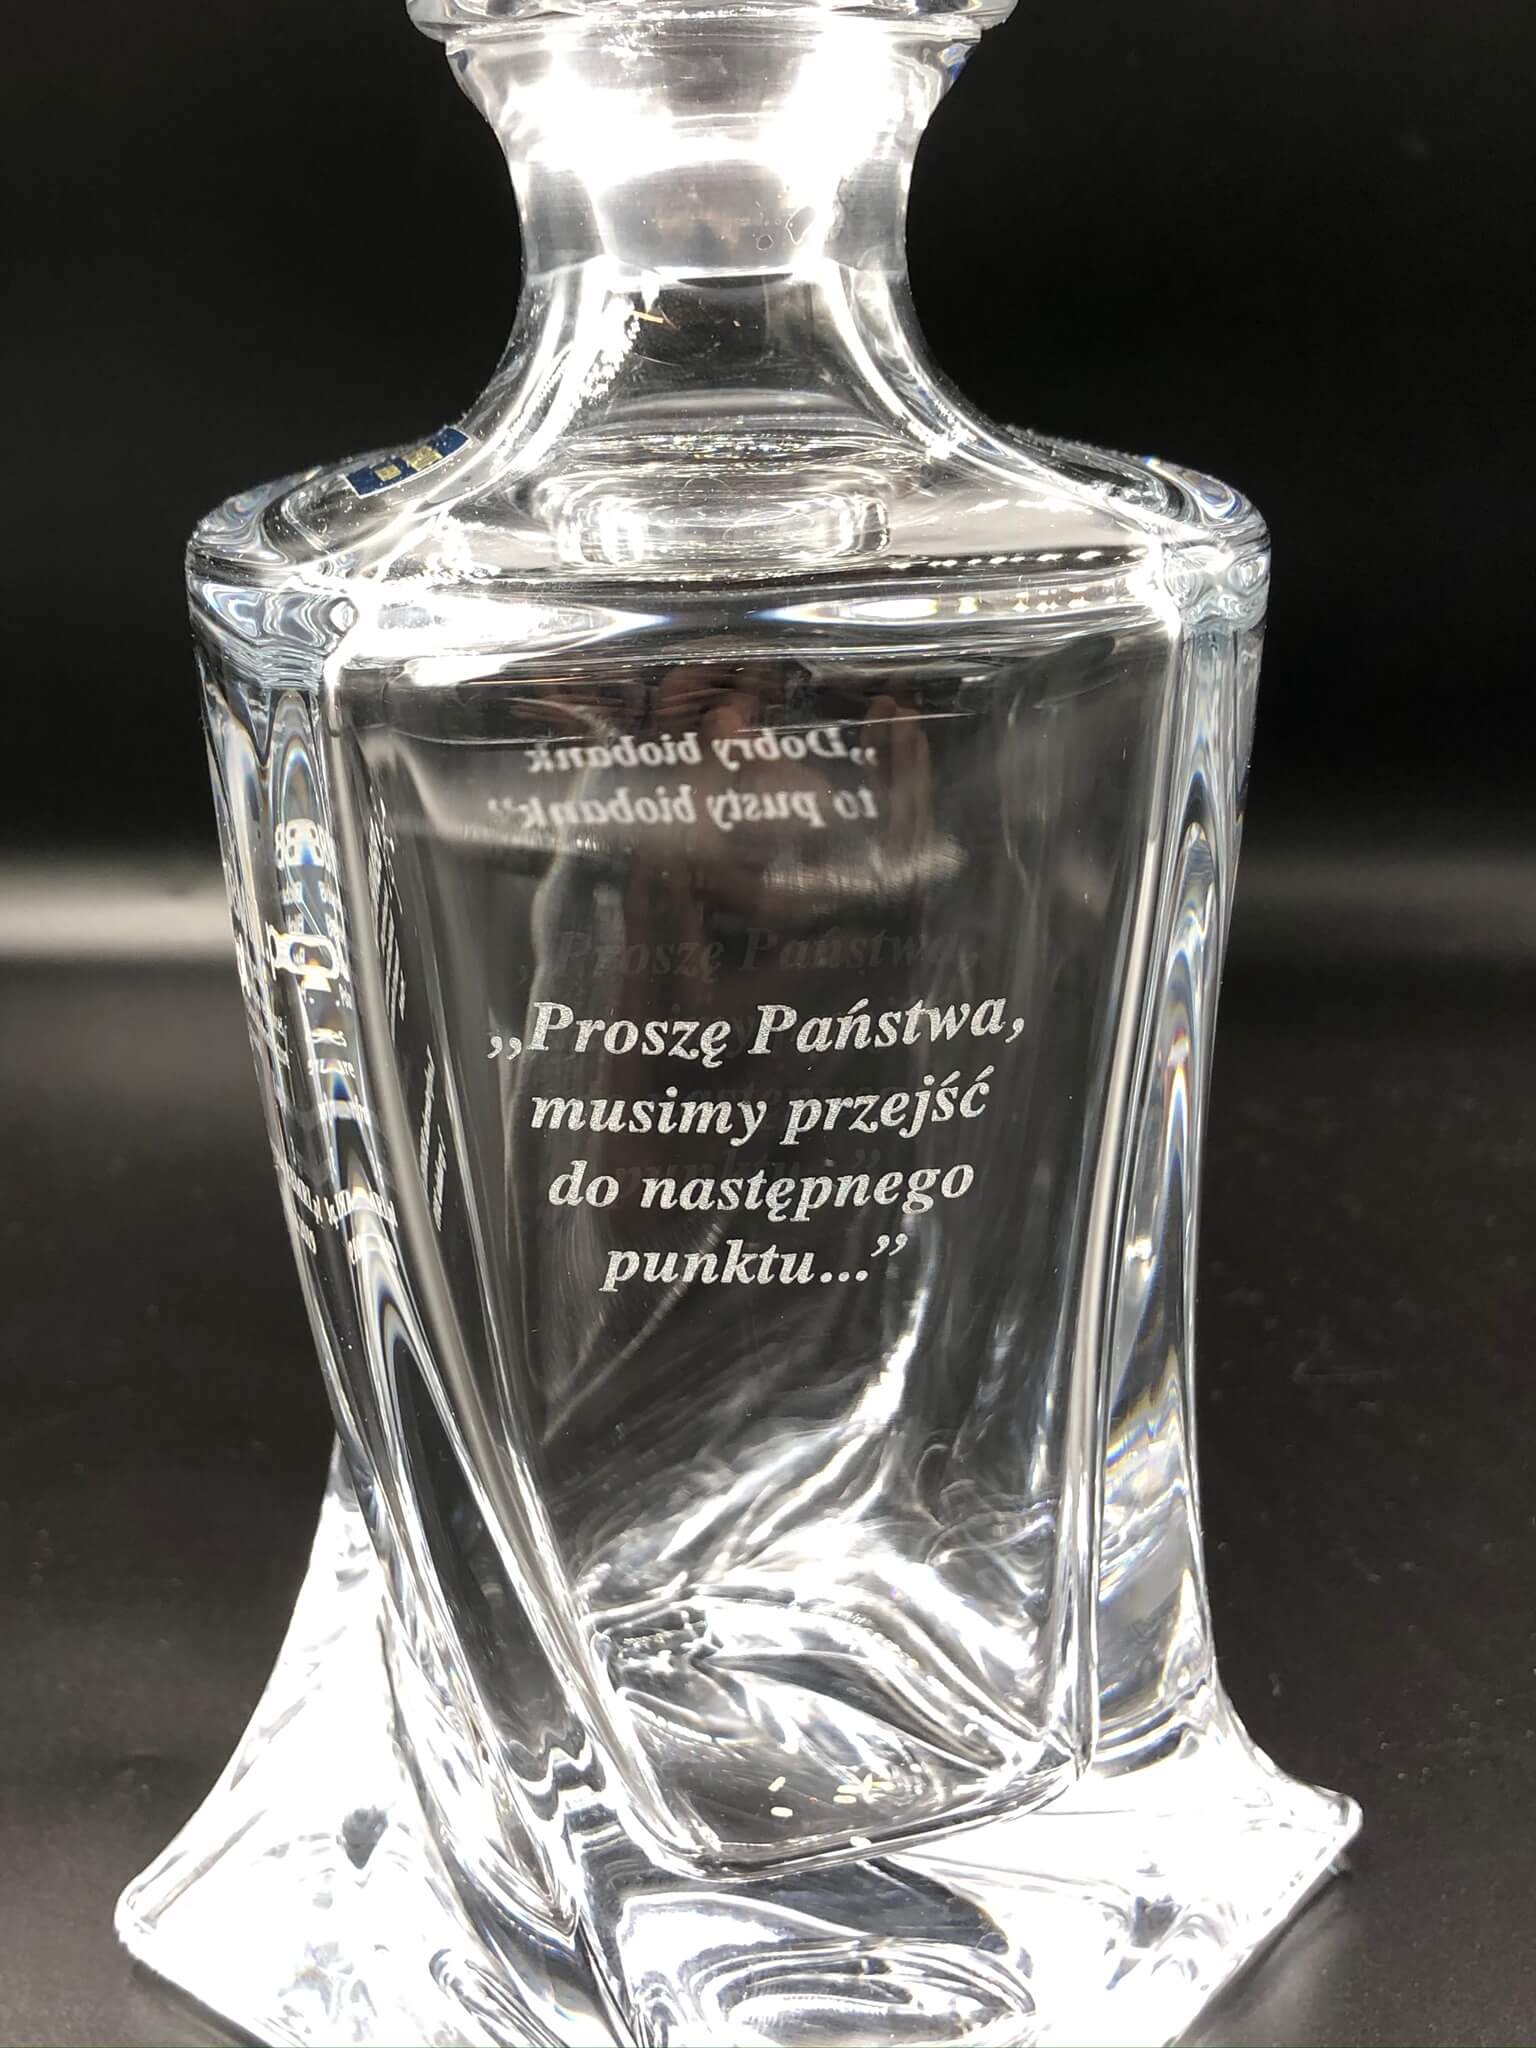 „Dobry biobank
to pusty biobank”
„Proszę Państwa,
musimy przejść
do następnego
punktu...”